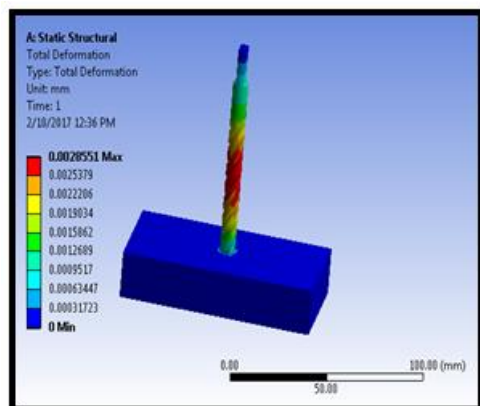 A: Static Structural
Total Deformation
Type: Total Deformation
Unit: mm
Time: 1
2/18/2017 12:36 PM
0.0028551 Max
0.0025379
0.0022206
0.0019034
0.0015862
0.0012689
0.0009517
0.00063447
0.00031723
0 Min
0.00
100.00 (mm)
50.00